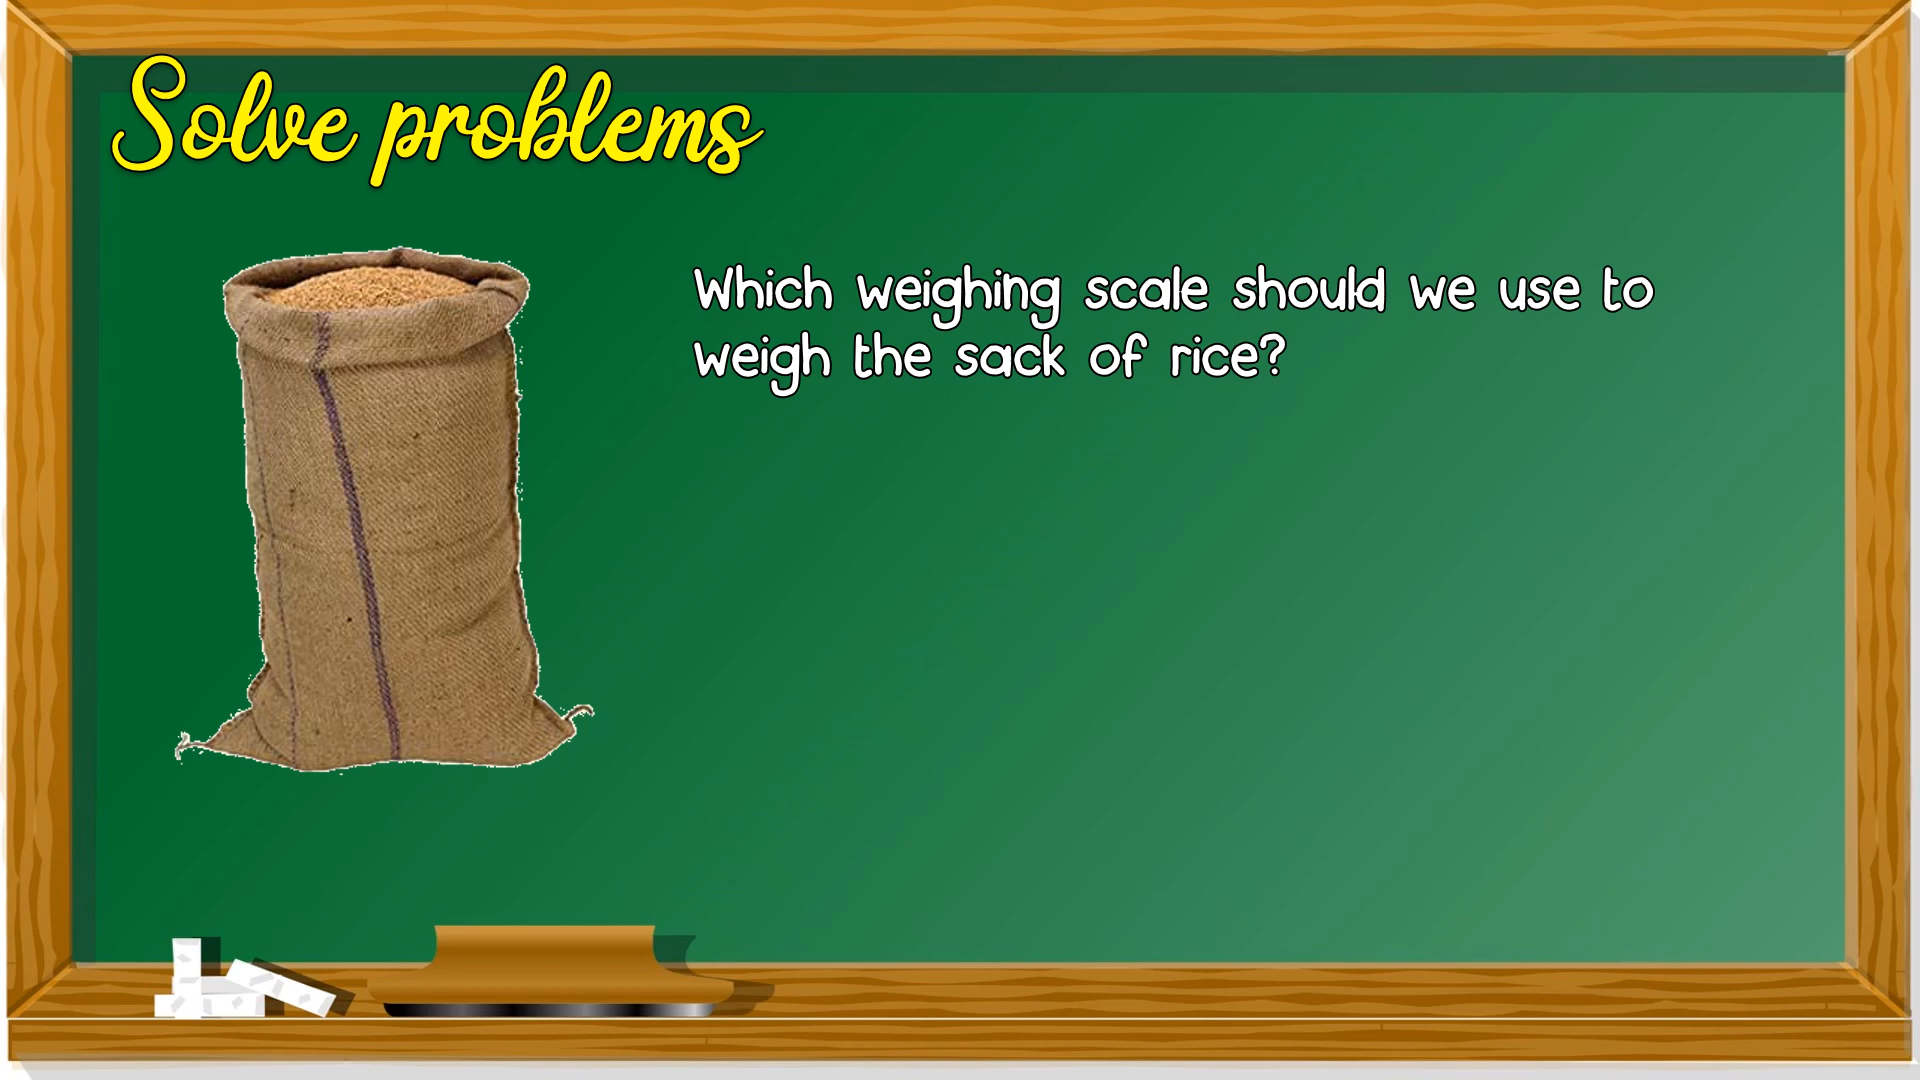 Solve problems
Which weighing scale should we use to
weigh the sack of rice?